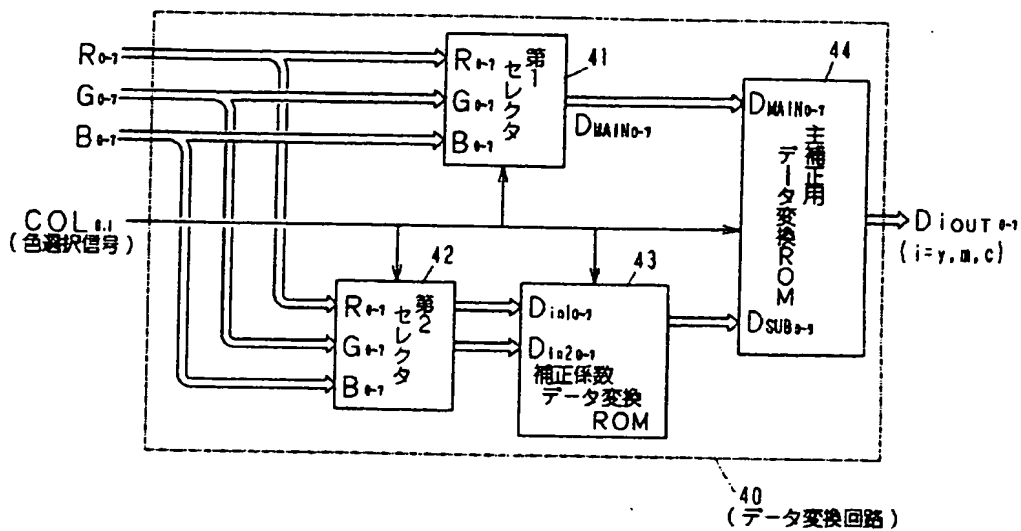 R0-7
G0-7
B0-7
COL0,1
(色選択信号)
R0-7
G0-7
B0-7
第1
セレクタ
41
DMAIN0-7
R0-7
G0-7
B0-7
第2
セレクタ
42
Din10-7
Din20-7
補正係数
データ変換
ROM
43
DMAIN0-7
主補正用
データ変換ROM
DSUB0-7
44
DiOUT0-7
(i=y,m,c)
40
(データ変換回路)